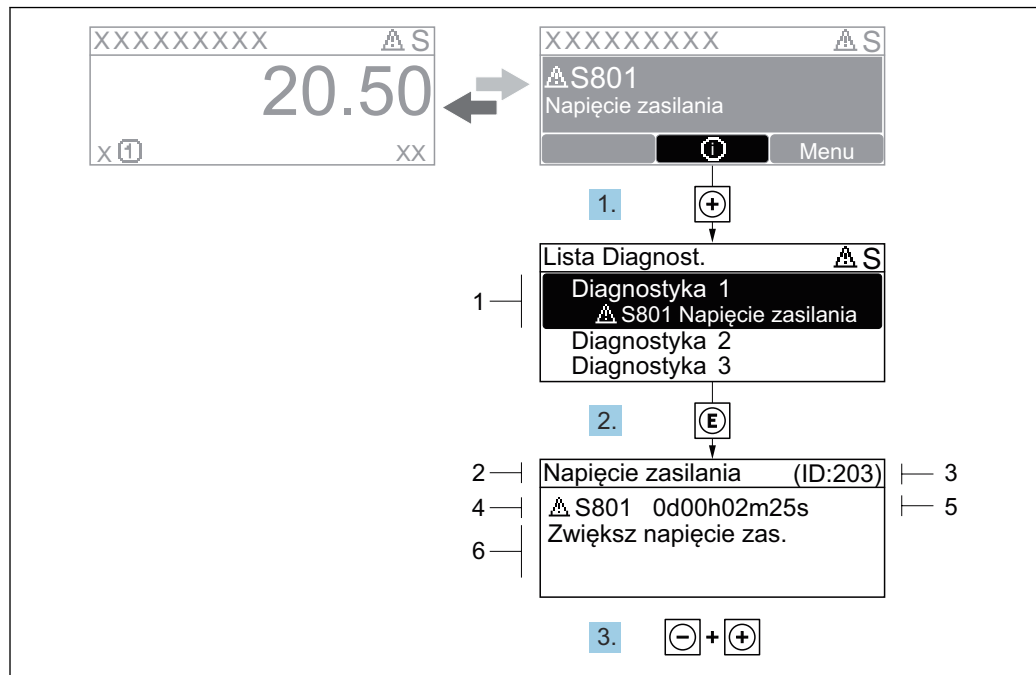 XXXXXXXXX ⚠ S
20.50
X ① XX
XXXXXXXXX ⚠ S
⚠ S801
Napięcie zasilania
ⓘ Menu
1. +
Lista Diagnost. ⚠ S
1
Diagnostyka 1
⚠ S801 Napięcie zasilania
Diagnostyka 2
Diagnostyka 3
2. E
2 Napięcie zasilania (ID:203) 3
4 ⚠ S801 0d00h02m25s 5
6 Zwiększ napięcie zas.
3. - + +